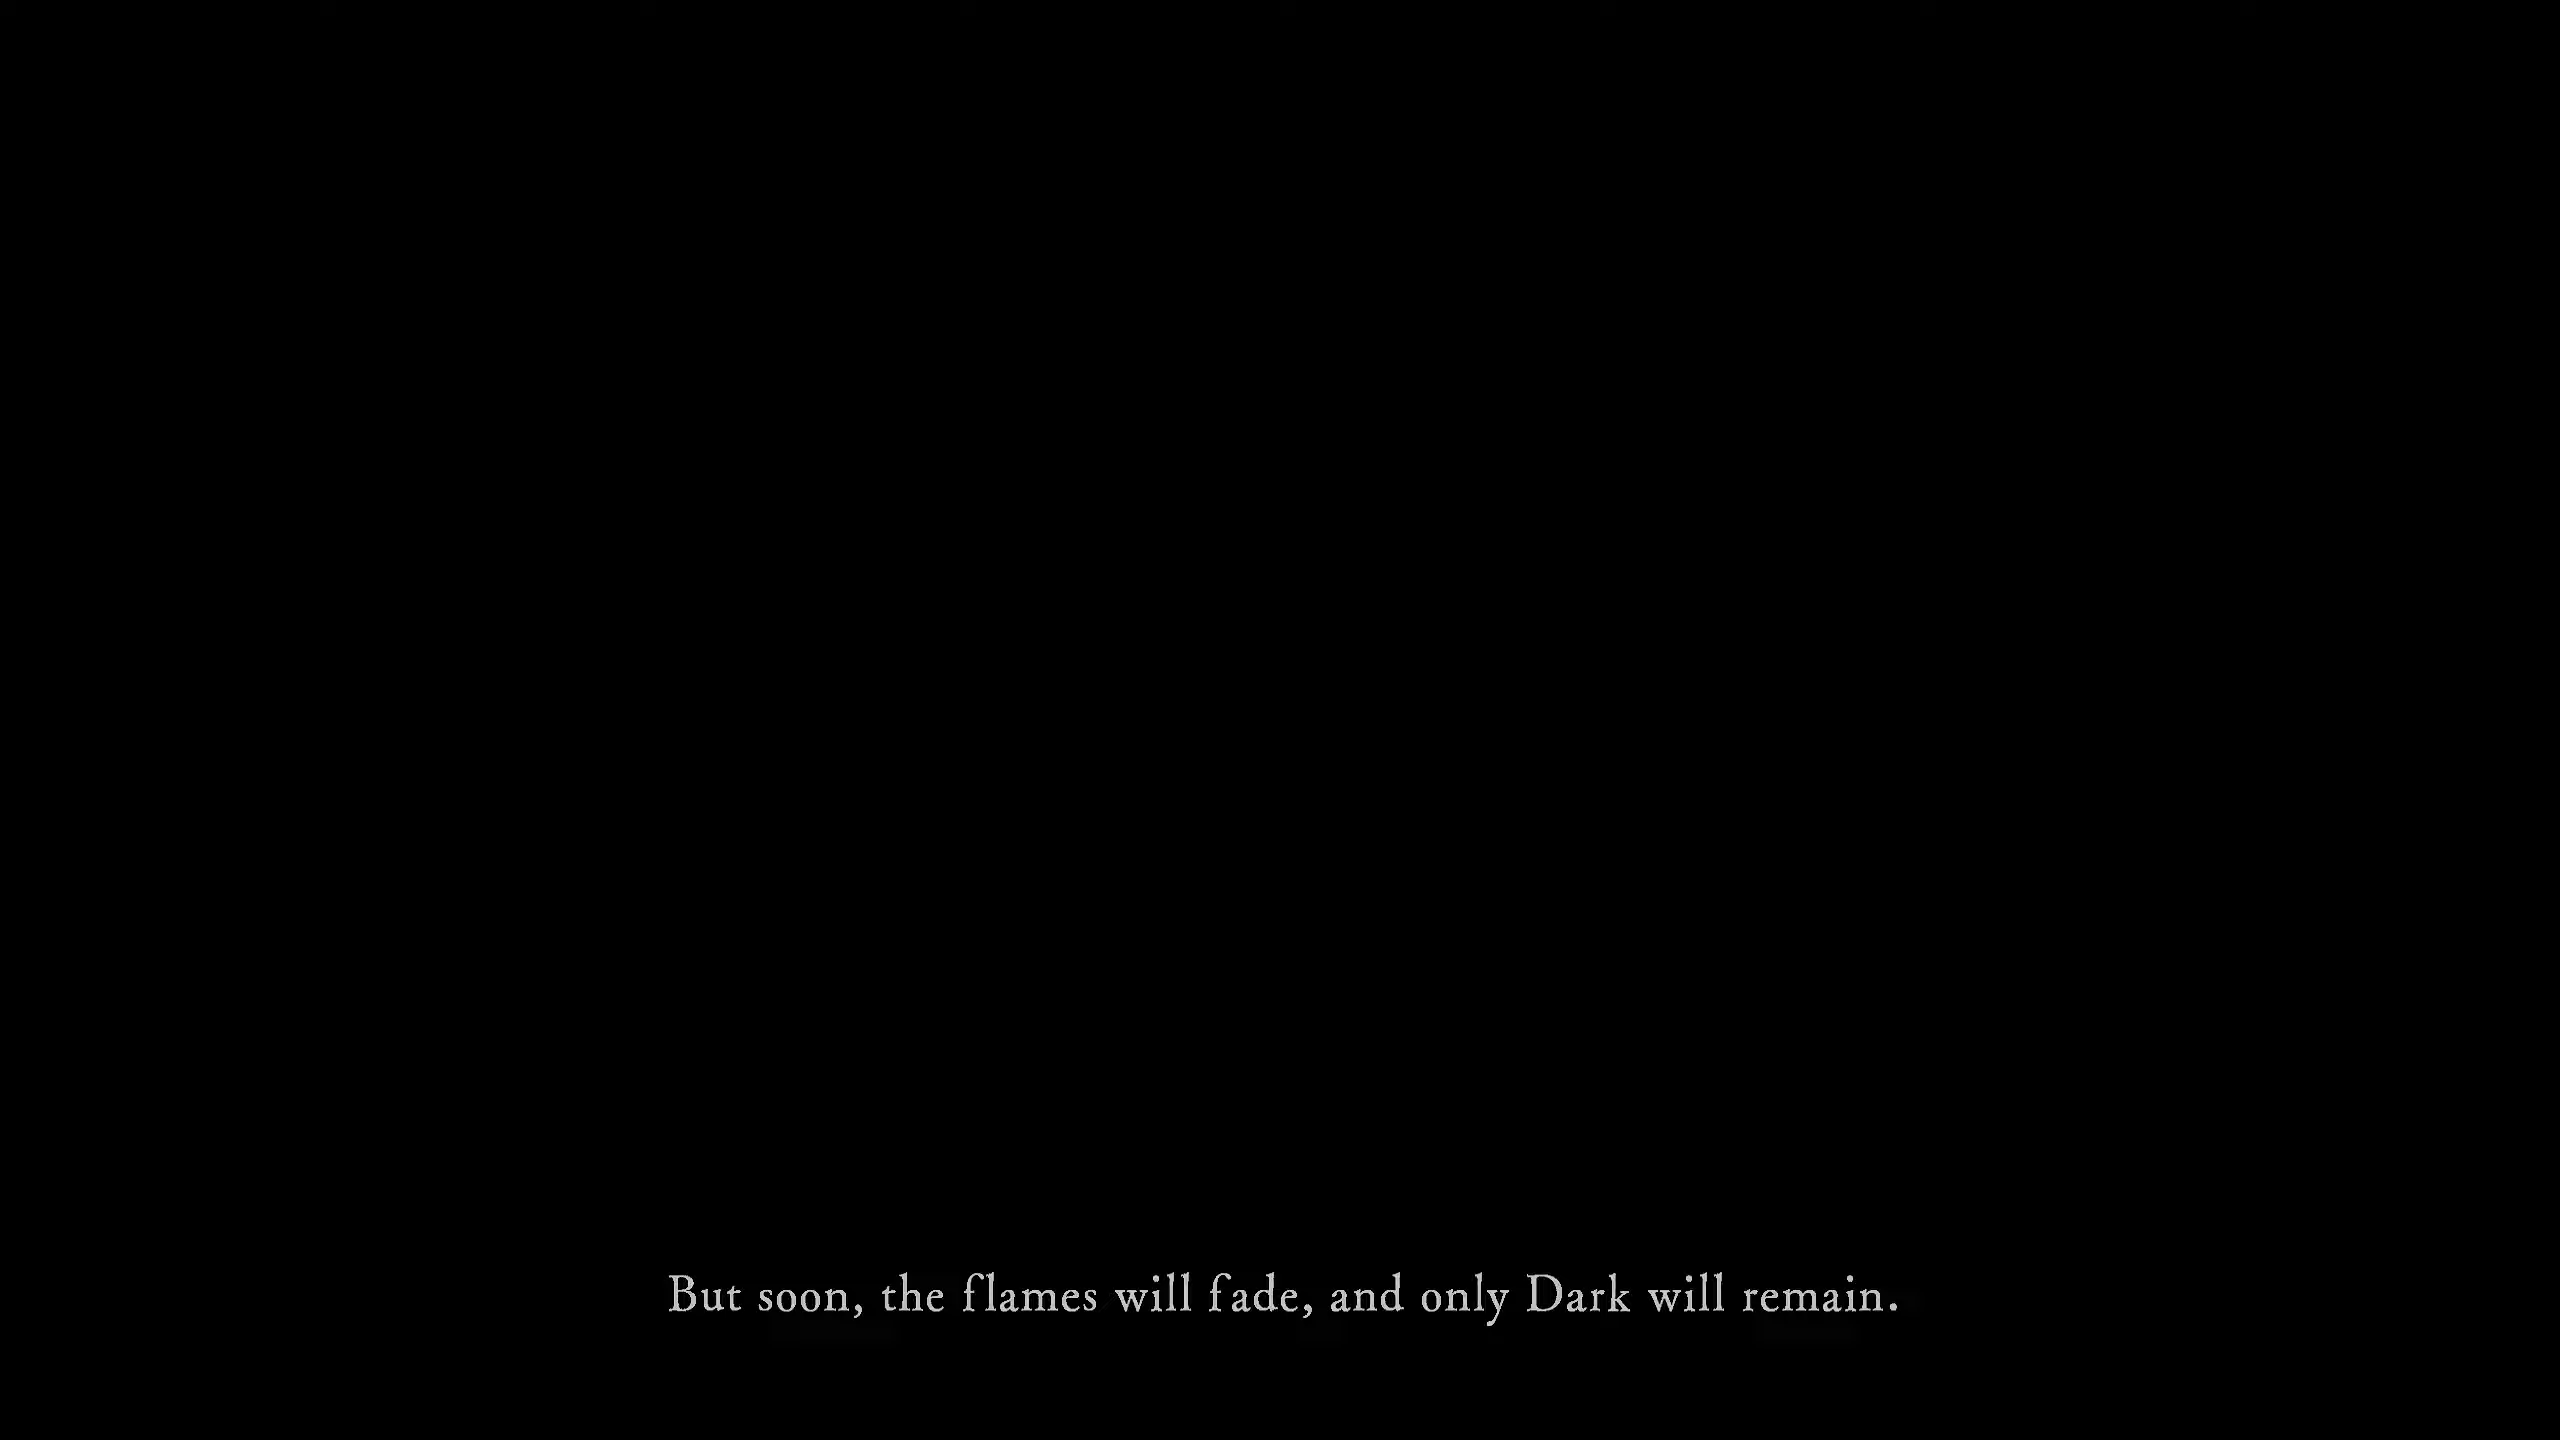 But soon, the flames will fade, and only Dark will remain.